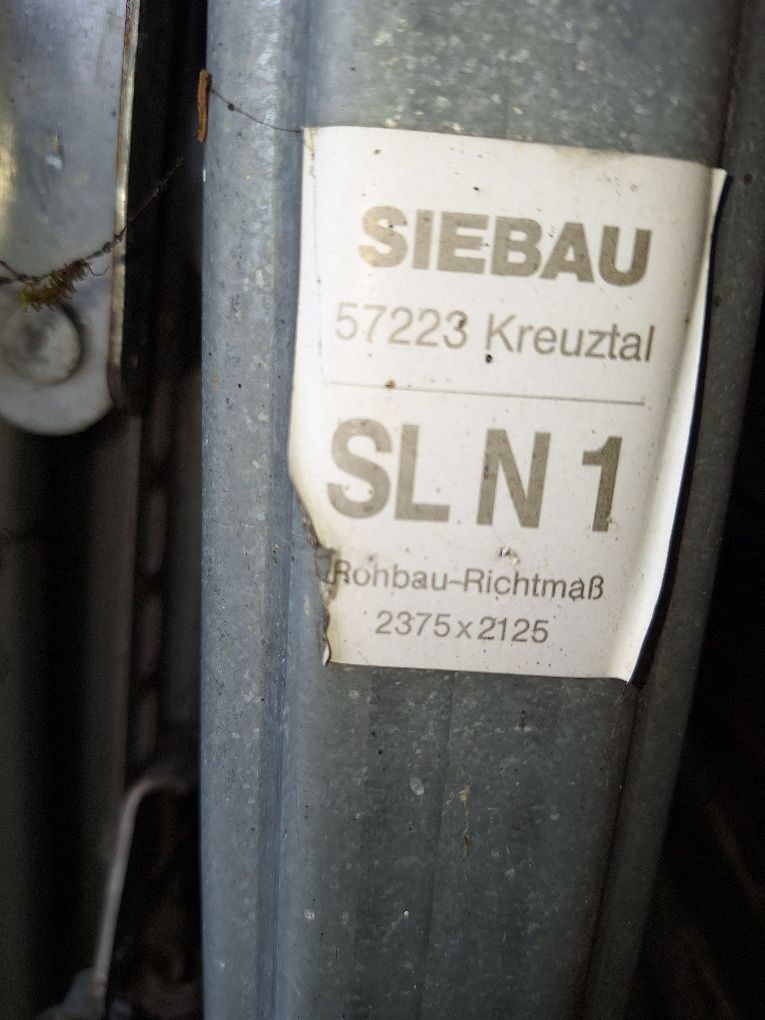 SIEBAU
57223 Kreuztal
SL N 1
Rohbau-Richtmaß
2375x2125